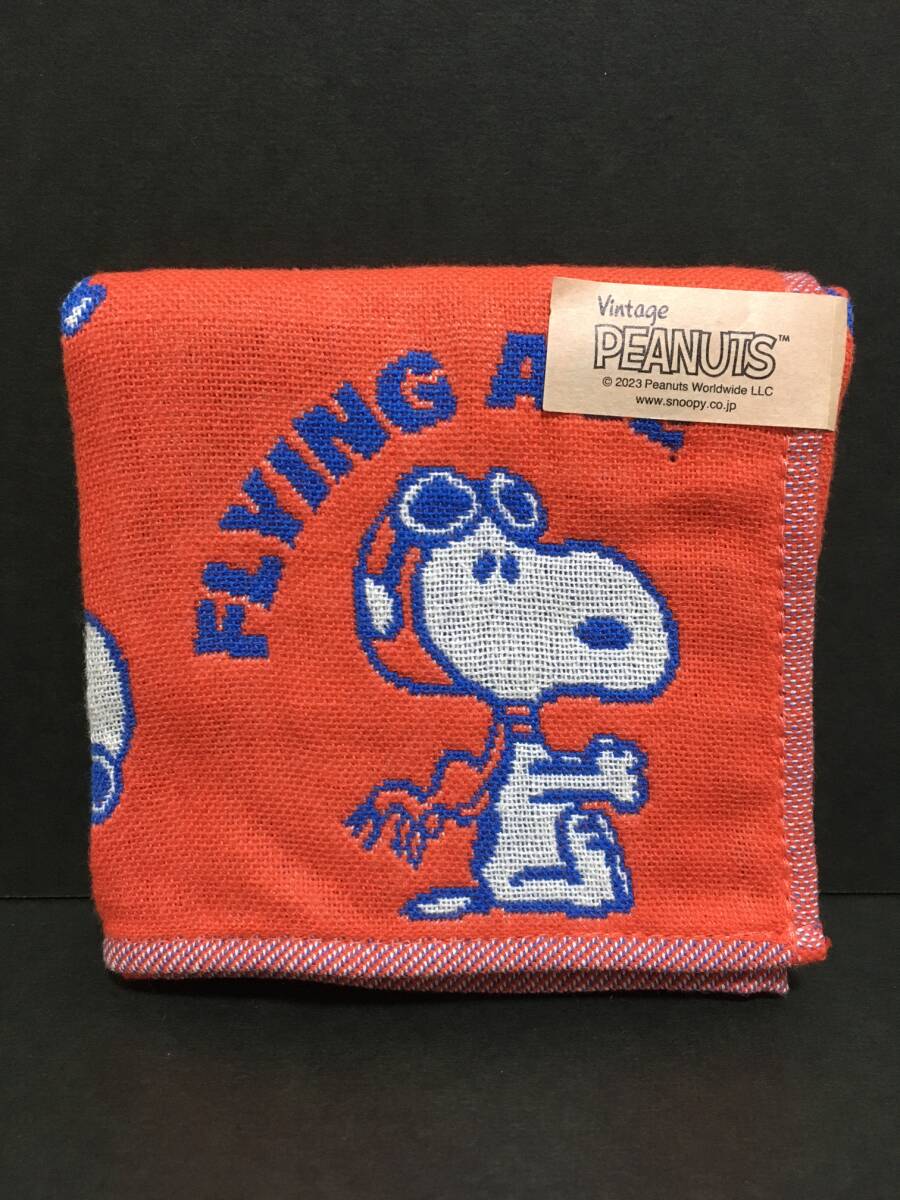 FLYING A
Vintage
PEANUTS™
© 2023 Peanuts Worldwide LLC
www.snoopy.co.jp